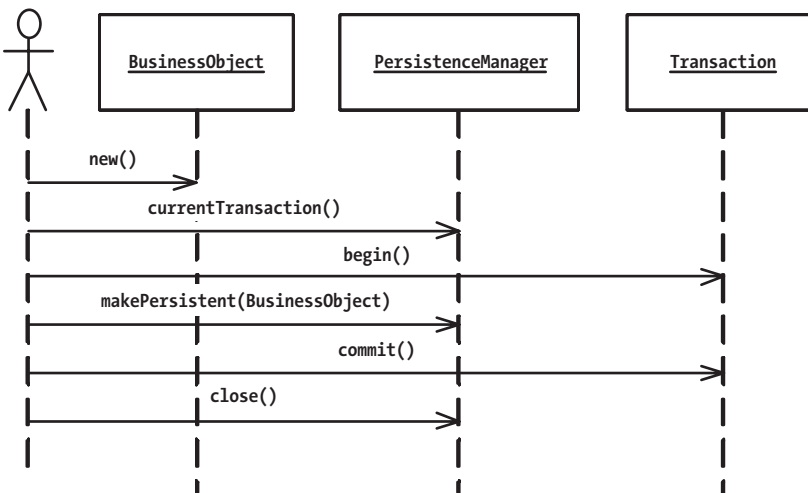 BusinessObject
PersistenceManager
Transaction
new()
currentTransaction()
begin()
makePersistent(BusinessObject)
commit()
close()